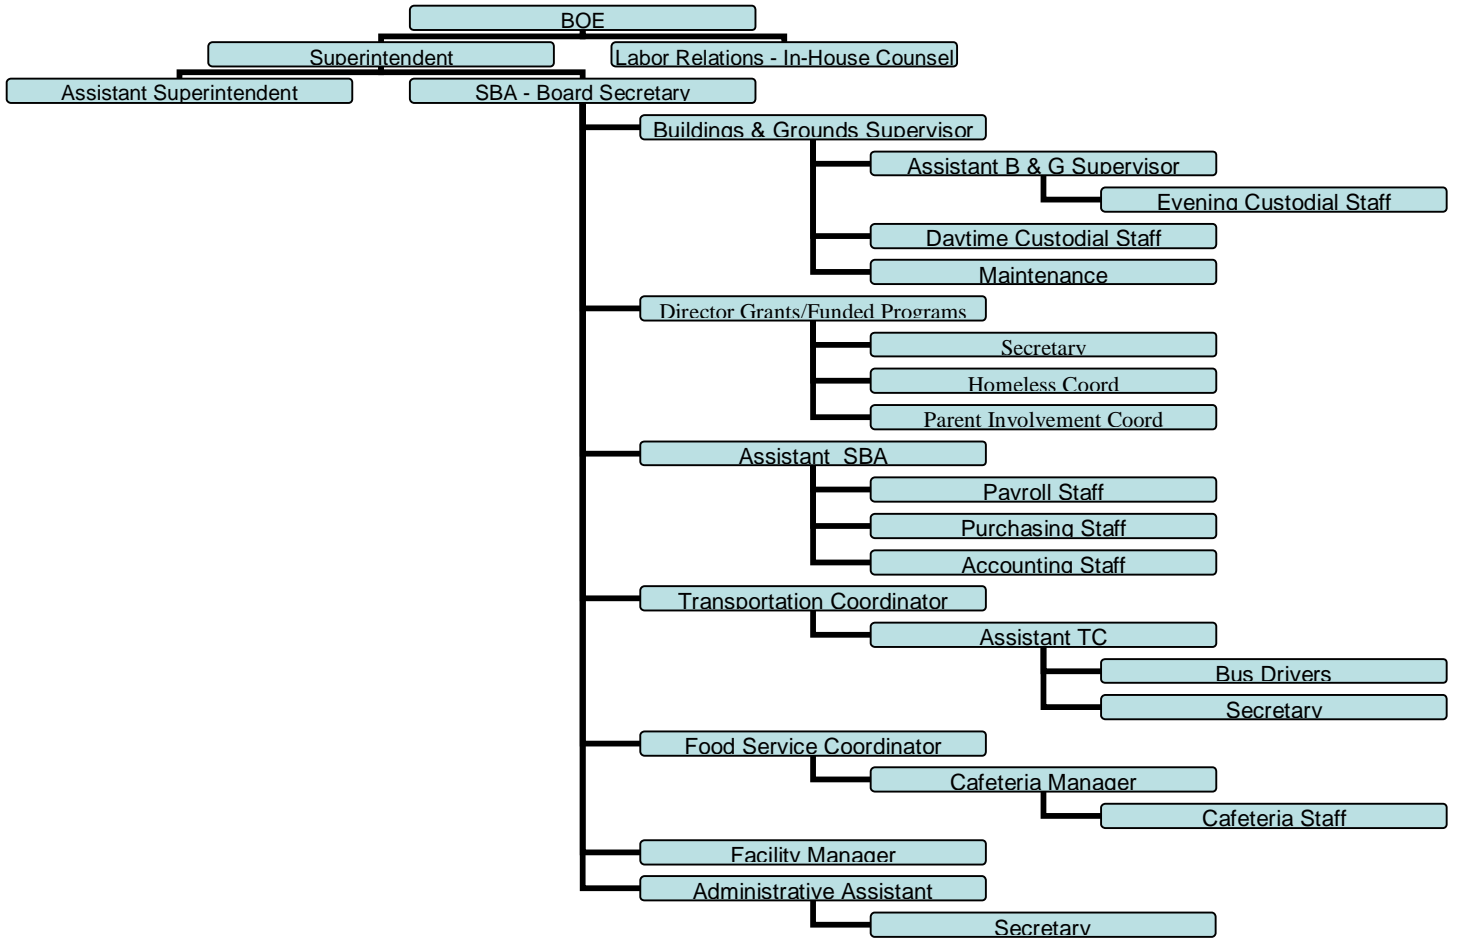 BOE
Superintendent
Labor Relations - In-House Counsel
Assistant Superintendent
SBA - Board Secretary
Buildings & Grounds Supervisor
Assistant B & G Supervisor
Evening Custodial Staff
Daytime Custodial Staff
Maintenance
Director Grants/Funded Programs
Secretary
Homeless Coord
Parent Involvement Coord
Assistant  SBA
Payroll Staff
Purchasing Staff
Accounting Staff
Transportation Coordinator
Assistant TC
Bus Drivers
Secretary
Food Service Coordinator
Cafeteria Manager
Cafeteria Staff
Facility Manager
Administrative Assistant
Secretary